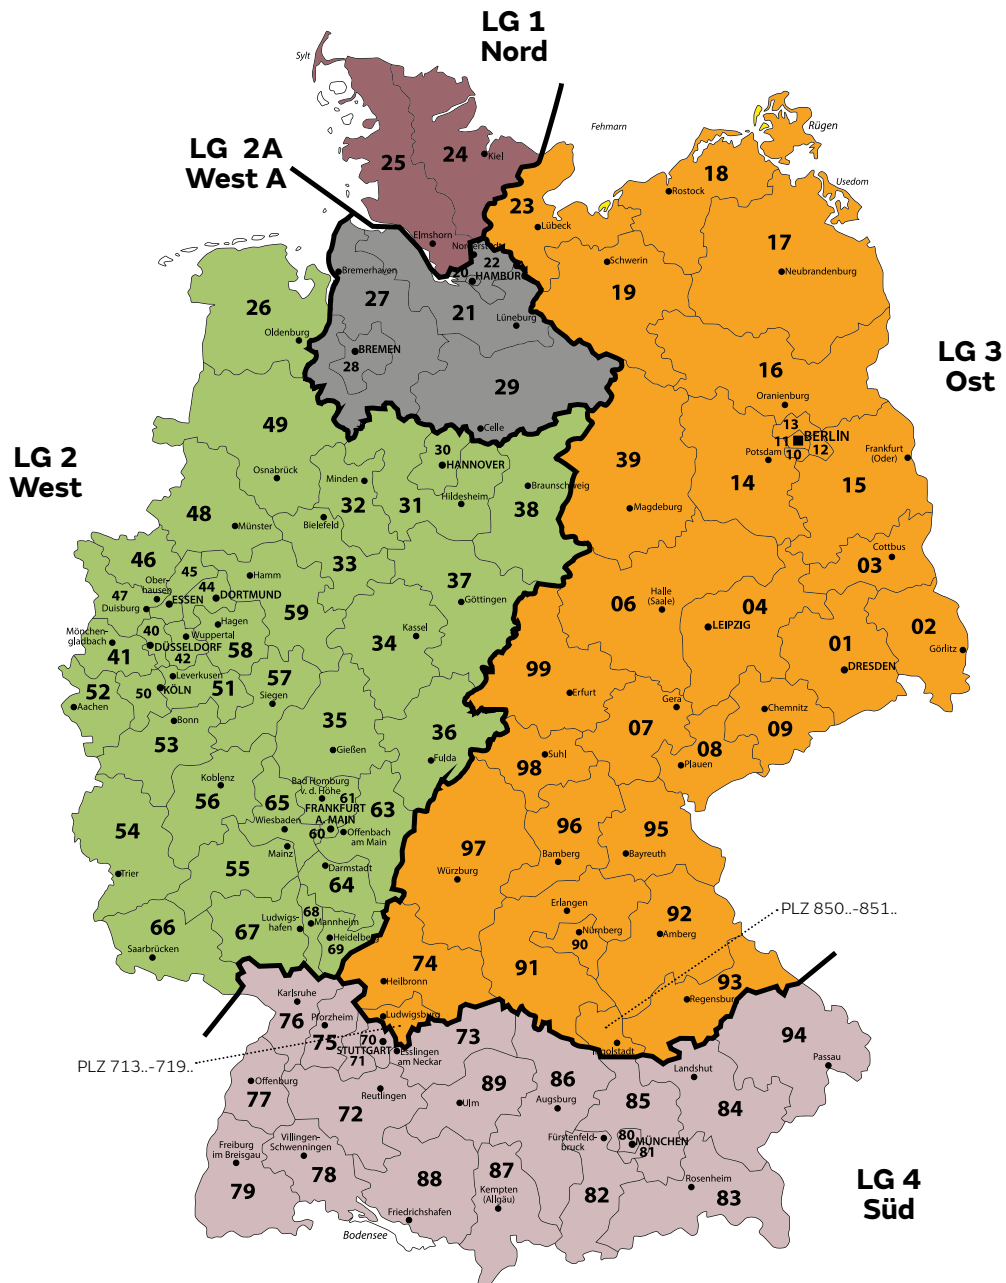 LG 1
Nord
Sylt
Fehmarn
Rügen
LG 2A
West A
25
24
Kiel
18
Rostock
Usedom
23
Lübeck
Elmshorn
Norderstedt
17
Neubrandenburg
Schwerin
19
22
20
HAMBURG
Bremerhaven
27
21
Lüneburg
26
Oldenburg
BREMEN
28
29
Celle
16
Oranienburg
LG 3
Ost
13
BERLIN
11
10
12
Potsdam
14
Frankfurt
(Oder)
15
49
Osnabrück
30
HANNOVER
39
Magdeburg
LG 2
West
Minden
32
31
Hildesheim
Braunschweig
38
48
Münster
Bielefeld
33
46
45
Ober-
hausen
44
Hamm
47
Duisburg
ESSEN
DORTMUND
59
37
Göttingen
Cottbus
03
06
Halle
(Saale)
04
LEIPZIG
01
DRESDEN
02
Görlitz
Mönchen-
gladbach
40
DÜSSELDORF
41
42
Wuppertal
Hagen
58
34
Kassel
52
Aachen
50
KÖLN
Leverkusen
51
57
Siegen
99
Erfurt
Gera
07
Chemnitz
09
08
Plauen
Bonn
53
35
Gießen
36
Fulda
98
Suhl
Koblenz
56
65
Wiesbaden
Bad Homburg
v. d. Höhe
61
FRANKFURT
A. MAIN
60
Offenbach
am Main
63
54
Trier
55
Mainz
Darmstadt
64
97
Würzburg
96
Bamberg
95
Bayreuth
66
Saarbrücken
67
Ludwigs-
hafen
68
Mannheim
Heidelberg
69
Erlangen
Nürnberg
90
92
Amberg
PLZ 850..-851..
74
Heilbronn
91
93
Regensburg
Karlsruhe
76
Pforzheim
75
Ludwigsburg
70
STUTTGART
71
Esslingen
am Neckar
73
Ingolstadt
94
Passau
PLZ 713..-719..
Landshut
Offenburg
77
72
Reutlingen
89
Ulm
86
Augsburg
85
84
Freiburg
im Breisgau
79
Villingen-
Schwenningen
78
88
Friedrichshafen
87
Kempten
(Allgäu)
Fürstenfeld-
bruck
80
MÜNCHEN
81
82
Rosenheim
83
Bodensee
LG 4
Süd